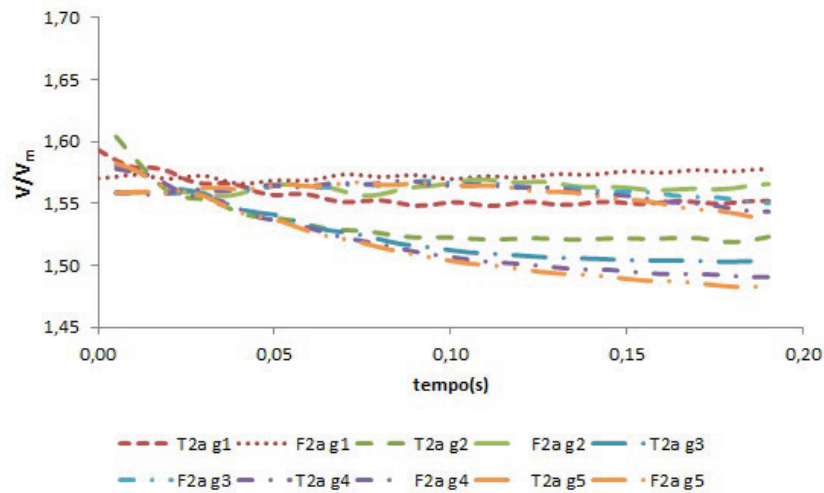 1,70
1,65
1,60
1,55
1,50
1,45
V/Vm
0,00 0,05 0,10 0,15 0,20
tempo(s)
T2a g1 F2a g1 T2a g2 F2a g2 T2a g3
F2a g3 T2a g4 F2a g4 T2a g5 F2a g5